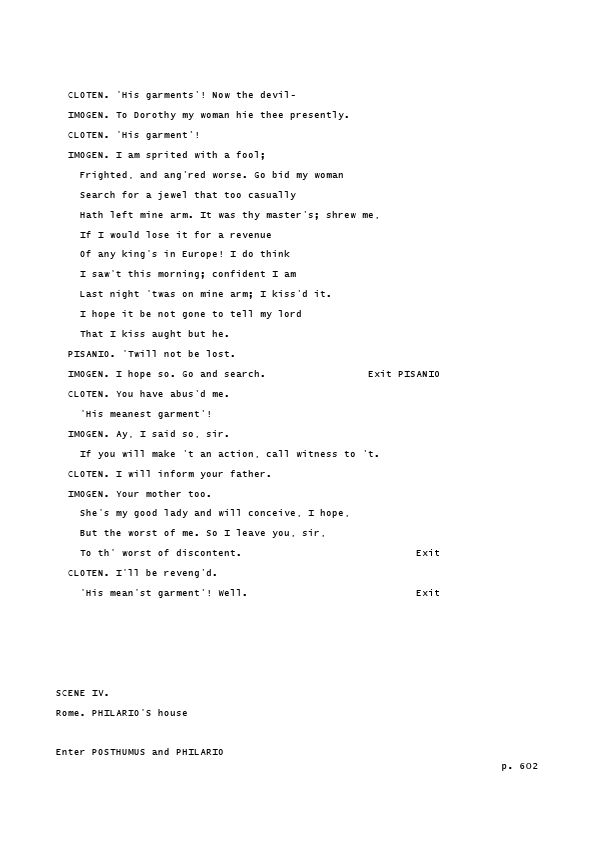 CLOTEN. 'His garments'! Now the devil-
IMOGEN. To Dorothy my woman hie thee presently.
CLOTEN. 'His garment'!
IMOGEN. I am sprited with a fool;
Frighted, and ang'red worse. Go bid my woman
Search for a jewel that too casually
Hath left mine arm. It was thy master's; shrew me,
If I would lose it for a revenue
Of any king's in Europe! I do think
I saw't this morning; confident I am
Last night 'twas on mine arm; I kiss'd it.
I hope it be not gone to tell my lord
That I kiss aught but he.
PISANIO. 'Twill not be lost.
IMOGEN. I hope so. Go and search. Exit PISANIO
CLOTEN. You have abus'd me.
'His meanest garment'!
IMOGEN. Ay, I said so, sir.
If you will make 't an action, call witness to 't.
CLOTEN. I will inform your father.
IMOGEN. Your mother too.
She's my good lady and will conceive, I hope,
But the worst of me. So I leave you, sir,
To th' worst of discontent. Exit
CLOTEN. I'll be reveng'd.
'His mean'st garment'! Well. Exit
SCENE IV.
Rome. PHILARIO'S house
Enter POSTHUMUS and PHILARIO
p. 602